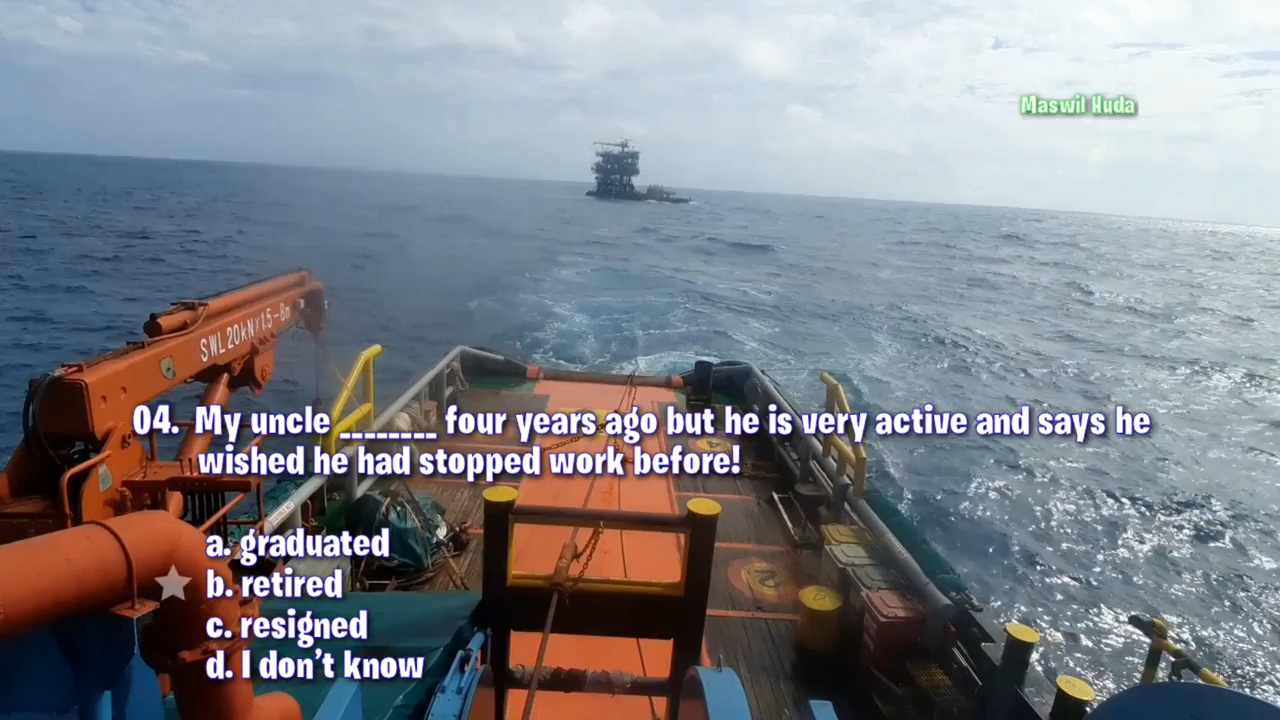 Maswil Huda
SWL 20kN×1.5-8m
04. My uncle ________ four years ago but he is very active and says he
wished he had stopped work before!
a. graduated
b. retired
c. resigned
d. I don't know